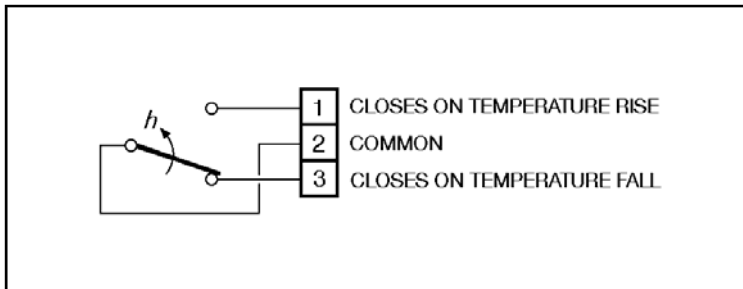 h
1 CLOSES ON TEMPERATURE RISE
2 COMMON
3 CLOSES ON TEMPERATURE FALL